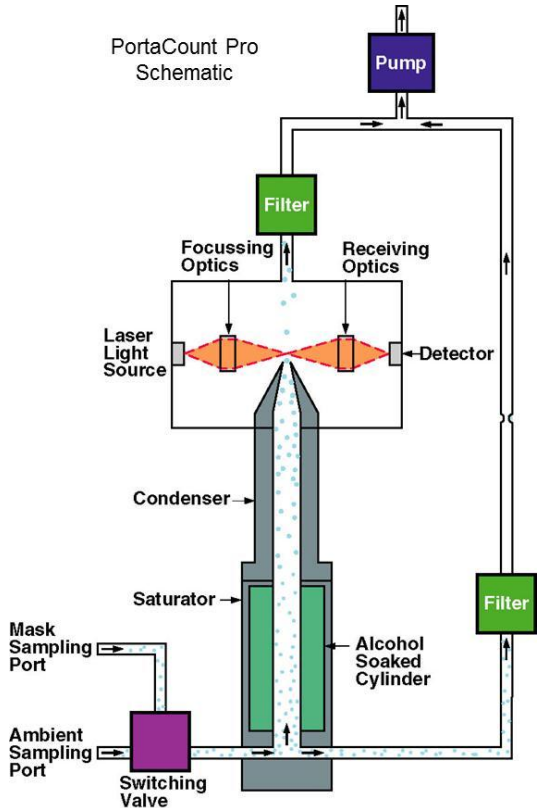 PortaCount Pro
Schematic
Pump
Filter
Focussing
Optics
Receiving
Optics
Laser
Light
Source
Detector
Condenser
Saturator
Filter
Mask
Sampling
Port
Alcohol
Soaked
Cylinder
Ambient
Sampling
Port
Switching
Valve